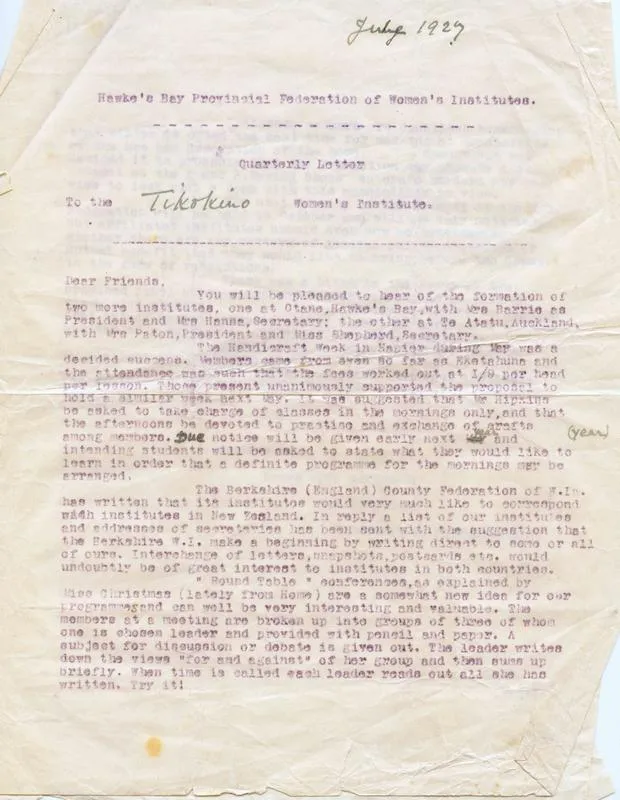 July 1927
Hawke's Bay Provincial Federation of Women's Institutes.
Quarterly Letter
To the Tikokino Women's Institute.
Dear Friends,
You will be pleased to hear of the formation of
two more institutes, one at Otane,Hawke's Bay,with Mrs Barrie as
President and Mrs Hanna,Secretary; the other at Te Atatu,Auckland,
with Mrs Paton,President and Miss Shepherd,Secretary.
The Handicraft Week in Napier during May was a
decided success. Members came from even so far as Eketahuna and
the attendance was such that the fees worked out at 1/9 per head
per lesson. Those present unanimously supported the proposal to
hold a similar week next May. It was suggested that Mr Hipkins
be asked to take charge of classes in the mornings only,and that
the afternoons be devoted to practise and exchange of crafts
among members. Due notice will be given early next year and (year)
intending students will be asked to state what they would like to
learn in order that a definite programme for the mornings may be
arranged.
The Berkshire (England) County Federation of W.Is.
has written that its institutes would very much like to correspond
with institutes in New Zealand. In reply a list of our institutes
and addresses of secretaries has been sent with the suggestion that
the Berkshire W.I. make a beginning by writing direct to some or all
of ours. Interchange of letters,snapshots,postcards etc. would
undoubtly be of great interest to institutes in both countries.
" Round Table " conferences,as explained by
Miss Christmas (lately from Home) are a somewhat new idea for our
programmes and can well be very interesting and valuable. The
members at a meeting are broken up into groups of three of whom
one is chosen leader and provided with pencil and paper. A
subject for discussion or debate is given out. The leader writes
down the views "for and against" of her group and then sums up
briefly. When time is called each leader reads out all she has
written. Try it!